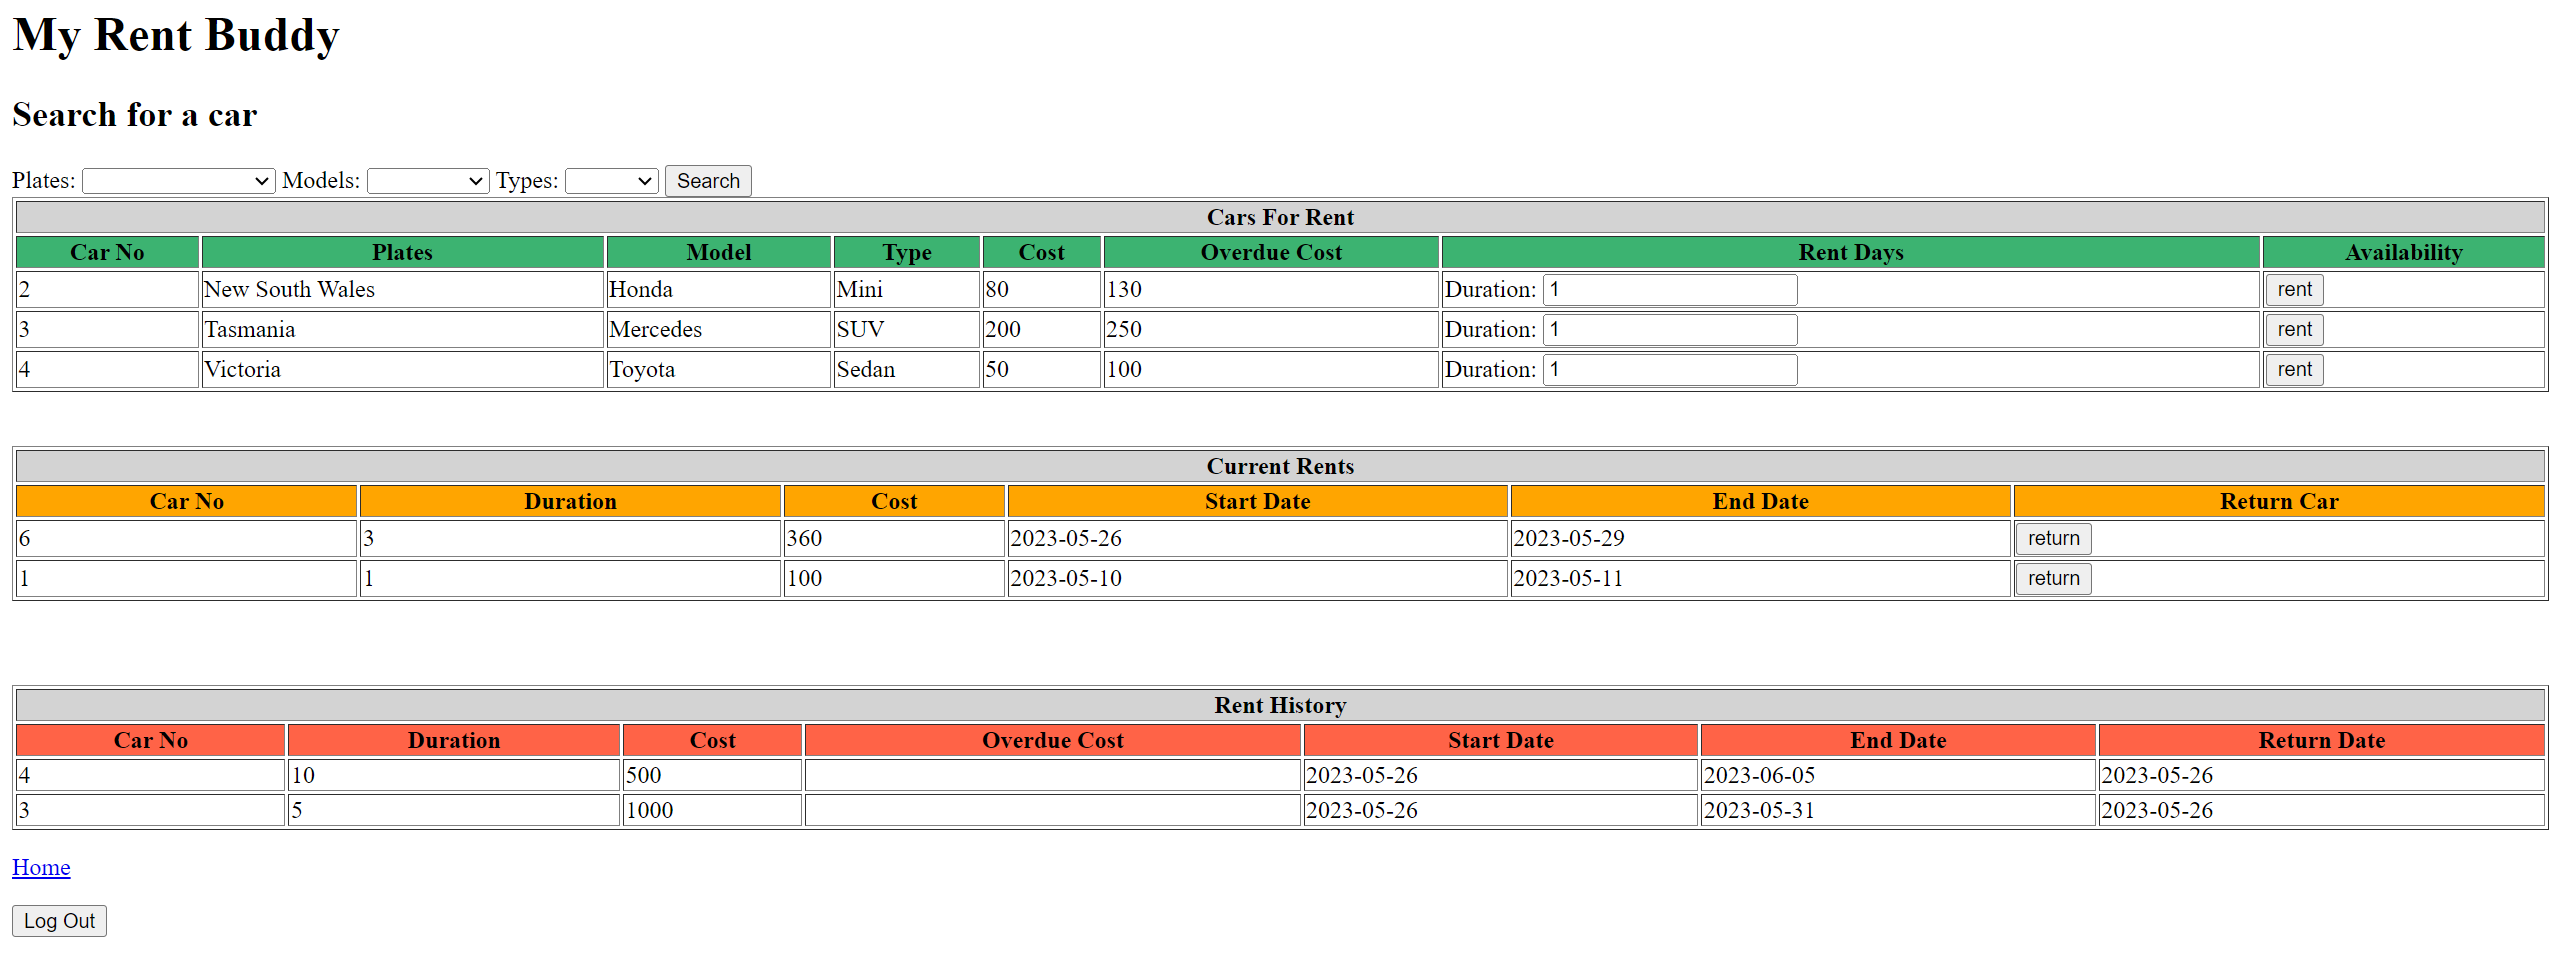 My Rent Buddy
Search for a car
Plates: Models: Types: Search
Cars For Rent
Car No Plates Model Type Cost Overdue Cost Rent Days Availability
2 New South Wales Honda Mini 80 130 Duration: 1 rent
3 Tasmania Mercedes SUV 200 250 Duration: 1 rent
4 Victoria Toyota Sedan 50 100 Duration: 1 rent
Current Rents
Car No Duration Cost Start Date End Date Return Car
6 3 360 2023-05-26 2023-05-29 return
1 1 100 2023-05-10 2023-05-11 return
Rent History
Car No Duration Cost Overdue Cost Start Date End Date Return Date
4 10 500 2023-05-26 2023-06-05 2023-05-26
3 5 1000 2023-05-26 2023-05-31 2023-05-26
Home
Log Out